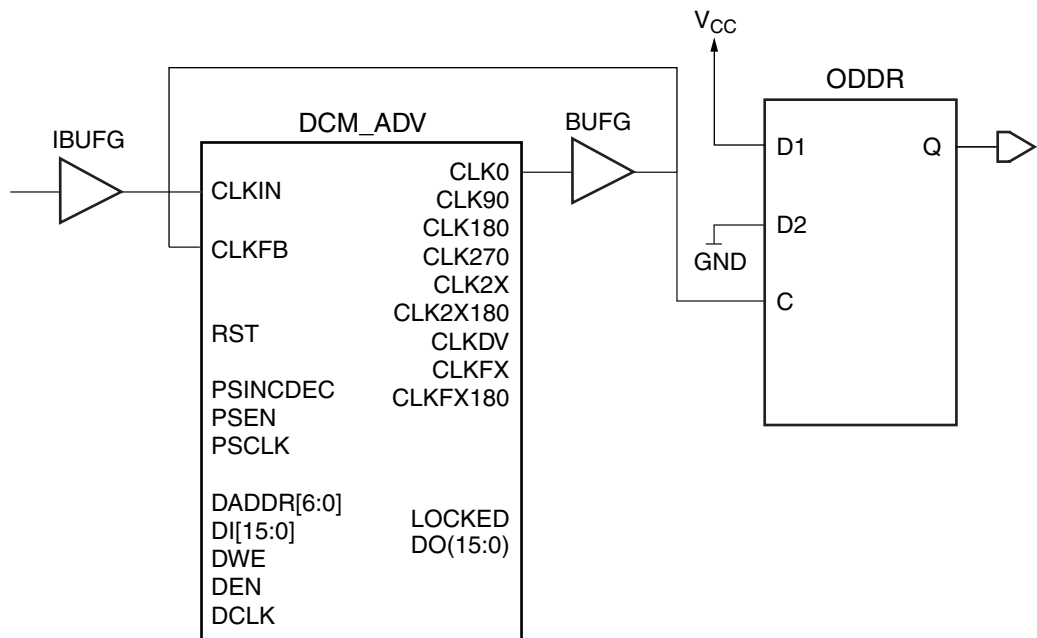 VCC
ODDR
DCM_ADV
BUFG
IBUFG
D1
Q
CLK0
CLKIN
CLK90
D2
CLK180
CLKFB
CLK270
GND
CLK2X
C
CLK2X180
RST
CLKDV
CLKFX
PSINCDEC
CLKFX180
PSEN
PSCLK
DADDR[6:0]
LOCKED
DI[15:0]
DO(15:0)
DWE
DEN
DCLK